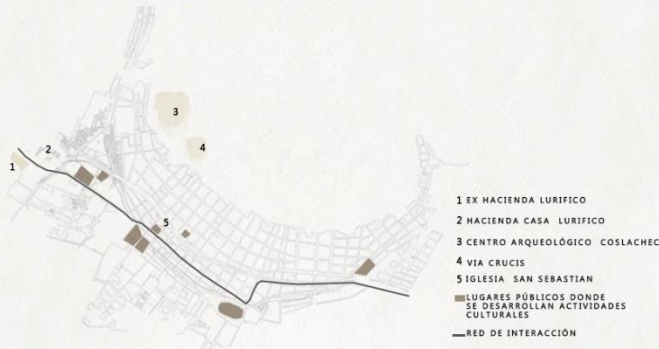 3
4
2
1
5
1 EX HACIENDA LURIFICO
2 HACIENDA CASA LURIFICO
3 CENTRO ARQUEOLÓGICO COSLACHEC
4 VIA CRUCIS
5 IGLESIA SAN SEBASTIAN
LUGARES PÚBLICOS DONDE
SE DESARROLLAN ACTIVIDADES
CULTURALES
RED DE INTERACCIÓN